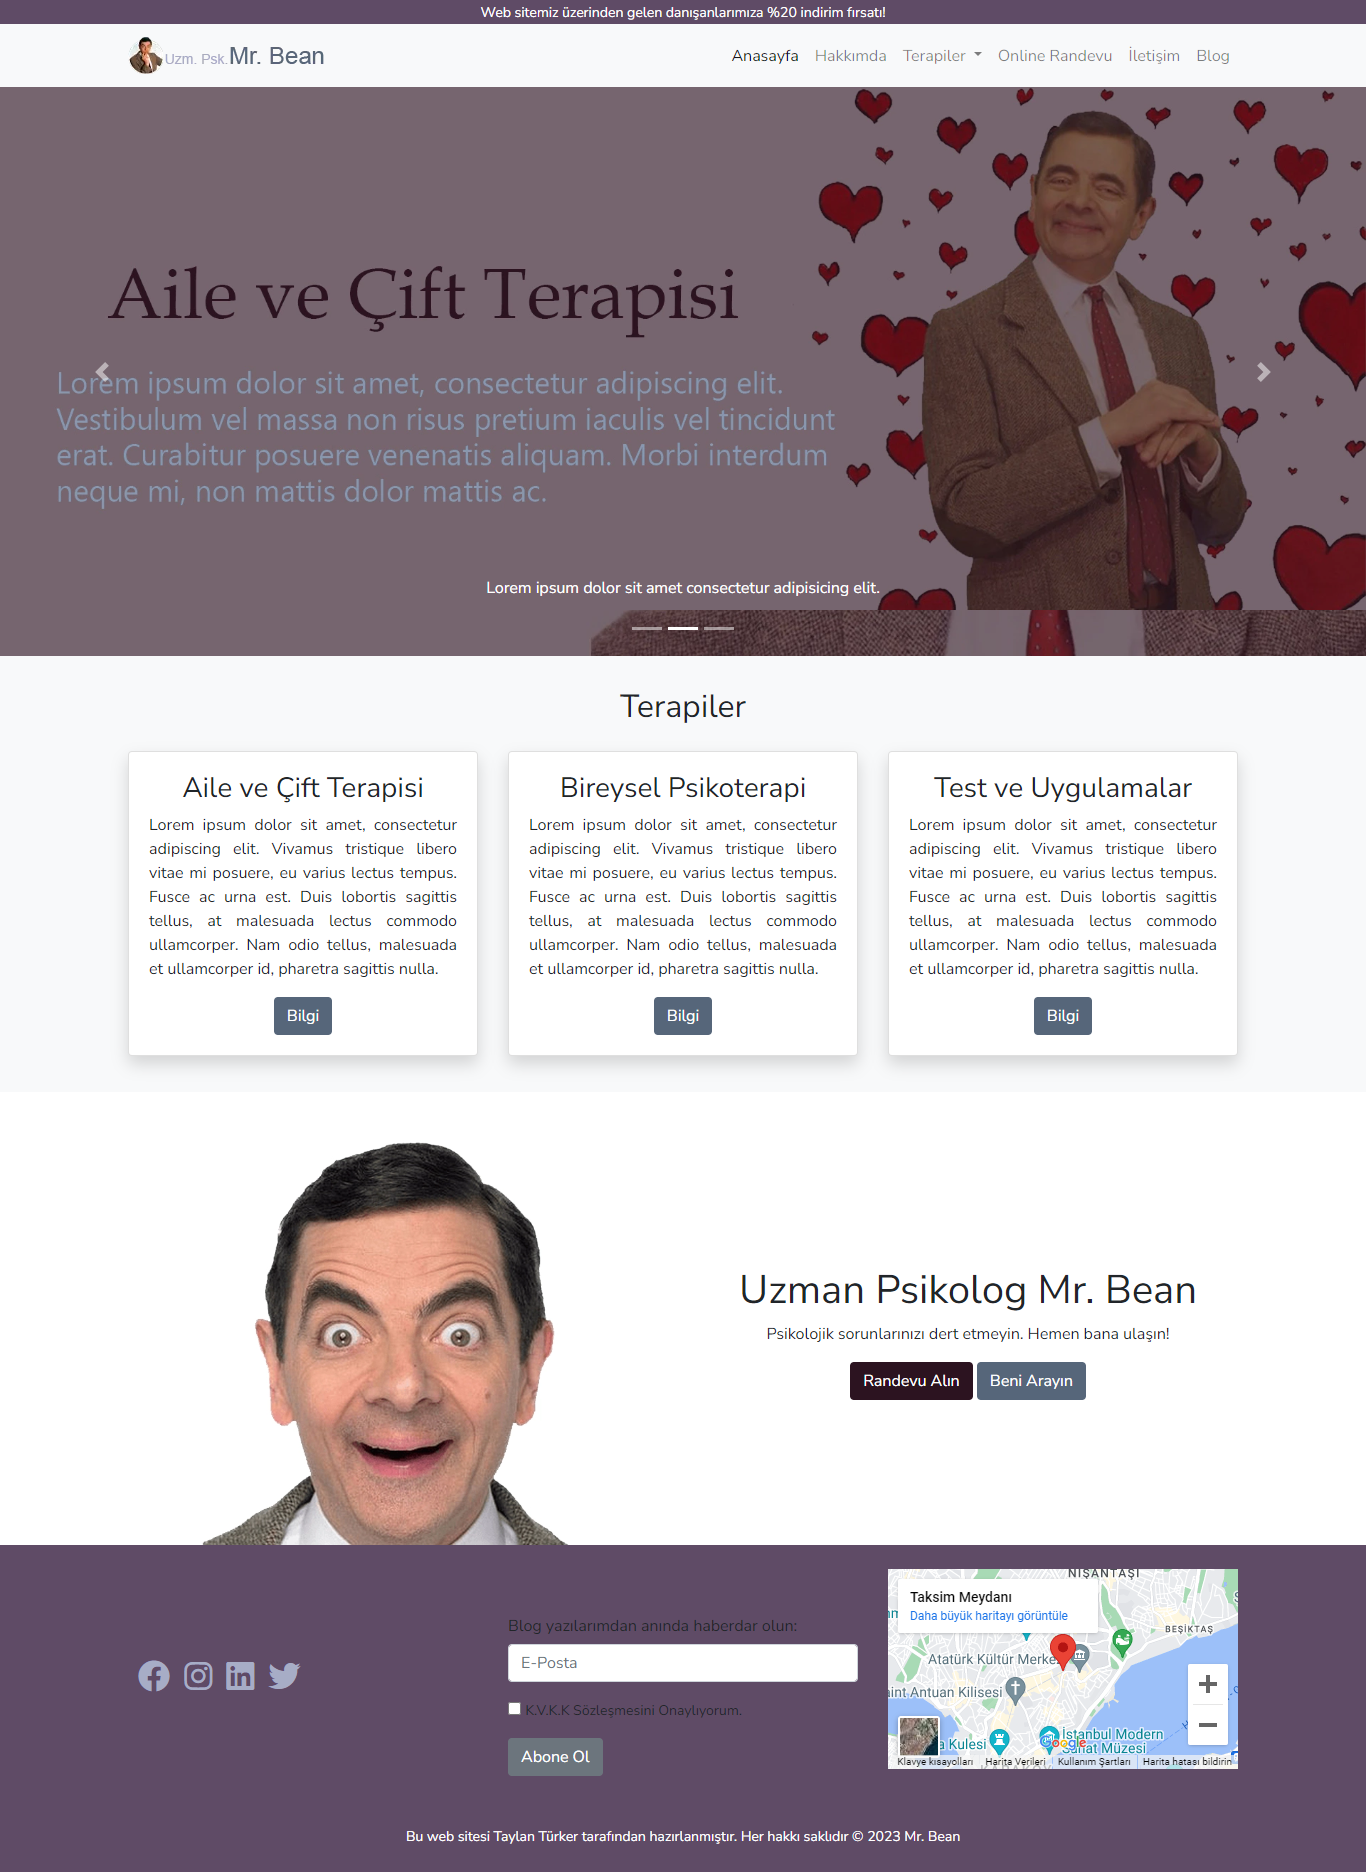 Web sitemiz üzerinden gelen danışanlarımıza %20 indirim fırsatı!
Uzm. Psk.Mr. Bean
Anasayfa Hakkımda Terapiler Online Randevu İletişim Blog
Aile ve Çift Terapisi
Lorem ipsum dolor sit amet, consectetur adipiscing elit.
Vestibulum vel massa non risus pretium iaculis vel tincidunt
erat. Curabitur posuere venenatis aliquam. Morbi interdum
neque mi, non mattis dolor mattis ac.
Lorem ipsum dolor sit amet consectetur adipisicing elit.
Terapiler
Aile ve Çift Terapisi
Lorem ipsum dolor sit amet, consectetur
adipiscing elit. Vivamus tristique libero
vitae mi posuere, eu varius lectus tempus.
Fusce ac urna est. Duis lobortis sagittis
tellus, at malesuada lectus commodo
ullamcorper. Nam odio tellus, malesuada
et ullamcorper id, pharetra sagittis nulla.
Bilgi
Bireysel Psikoterapi
Lorem ipsum dolor sit amet, consectetur
adipiscing elit. Vivamus tristique libero
vitae mi posuere, eu varius lectus tempus.
Fusce ac urna est. Duis lobortis sagittis
tellus, at malesuada lectus commodo
ullamcorper. Nam odio tellus, malesuada
et ullamcorper id, pharetra sagittis nulla.
Bilgi
Test ve Uygulamalar
Lorem ipsum dolor sit amet, consectetur
adipiscing elit. Vivamus tristique libero
vitae mi posuere, eu varius lectus tempus.
Fusce ac urna est. Duis lobortis sagittis
tellus, at malesuada lectus commodo
ullamcorper. Nam odio tellus, malesuada
et ullamcorper id, pharetra sagittis nulla.
Bilgi
Uzman Psikolog Mr. Bean
Psikolojik sorunlarınızı dert etmeyin. Hemen bana ulaşın!
Randevu Alın Beni Arayın
Blog yazılarımdan anında haberdar olun:
E-Posta
K.V.K.K Sözleşmesini Onaylıyorum.
Abone Ol
NİŞANTAŞI
Taksim Meydanı
Daha büyük haritayı görüntüle
BEŞİKTAŞ
Atatürk Kültür Merke
int Antuan Kilisesi
İstanbul Modern
Sanat Müzesi
a Kulesi
Google
Klavye kısayolları Harita Verileri Kullanım Şartları Harita hatası bildirin
Bu web sitesi Taylan Türker tarafından hazırlanmıştır. Her hakkı saklıdır © 2023 Mr. Bean